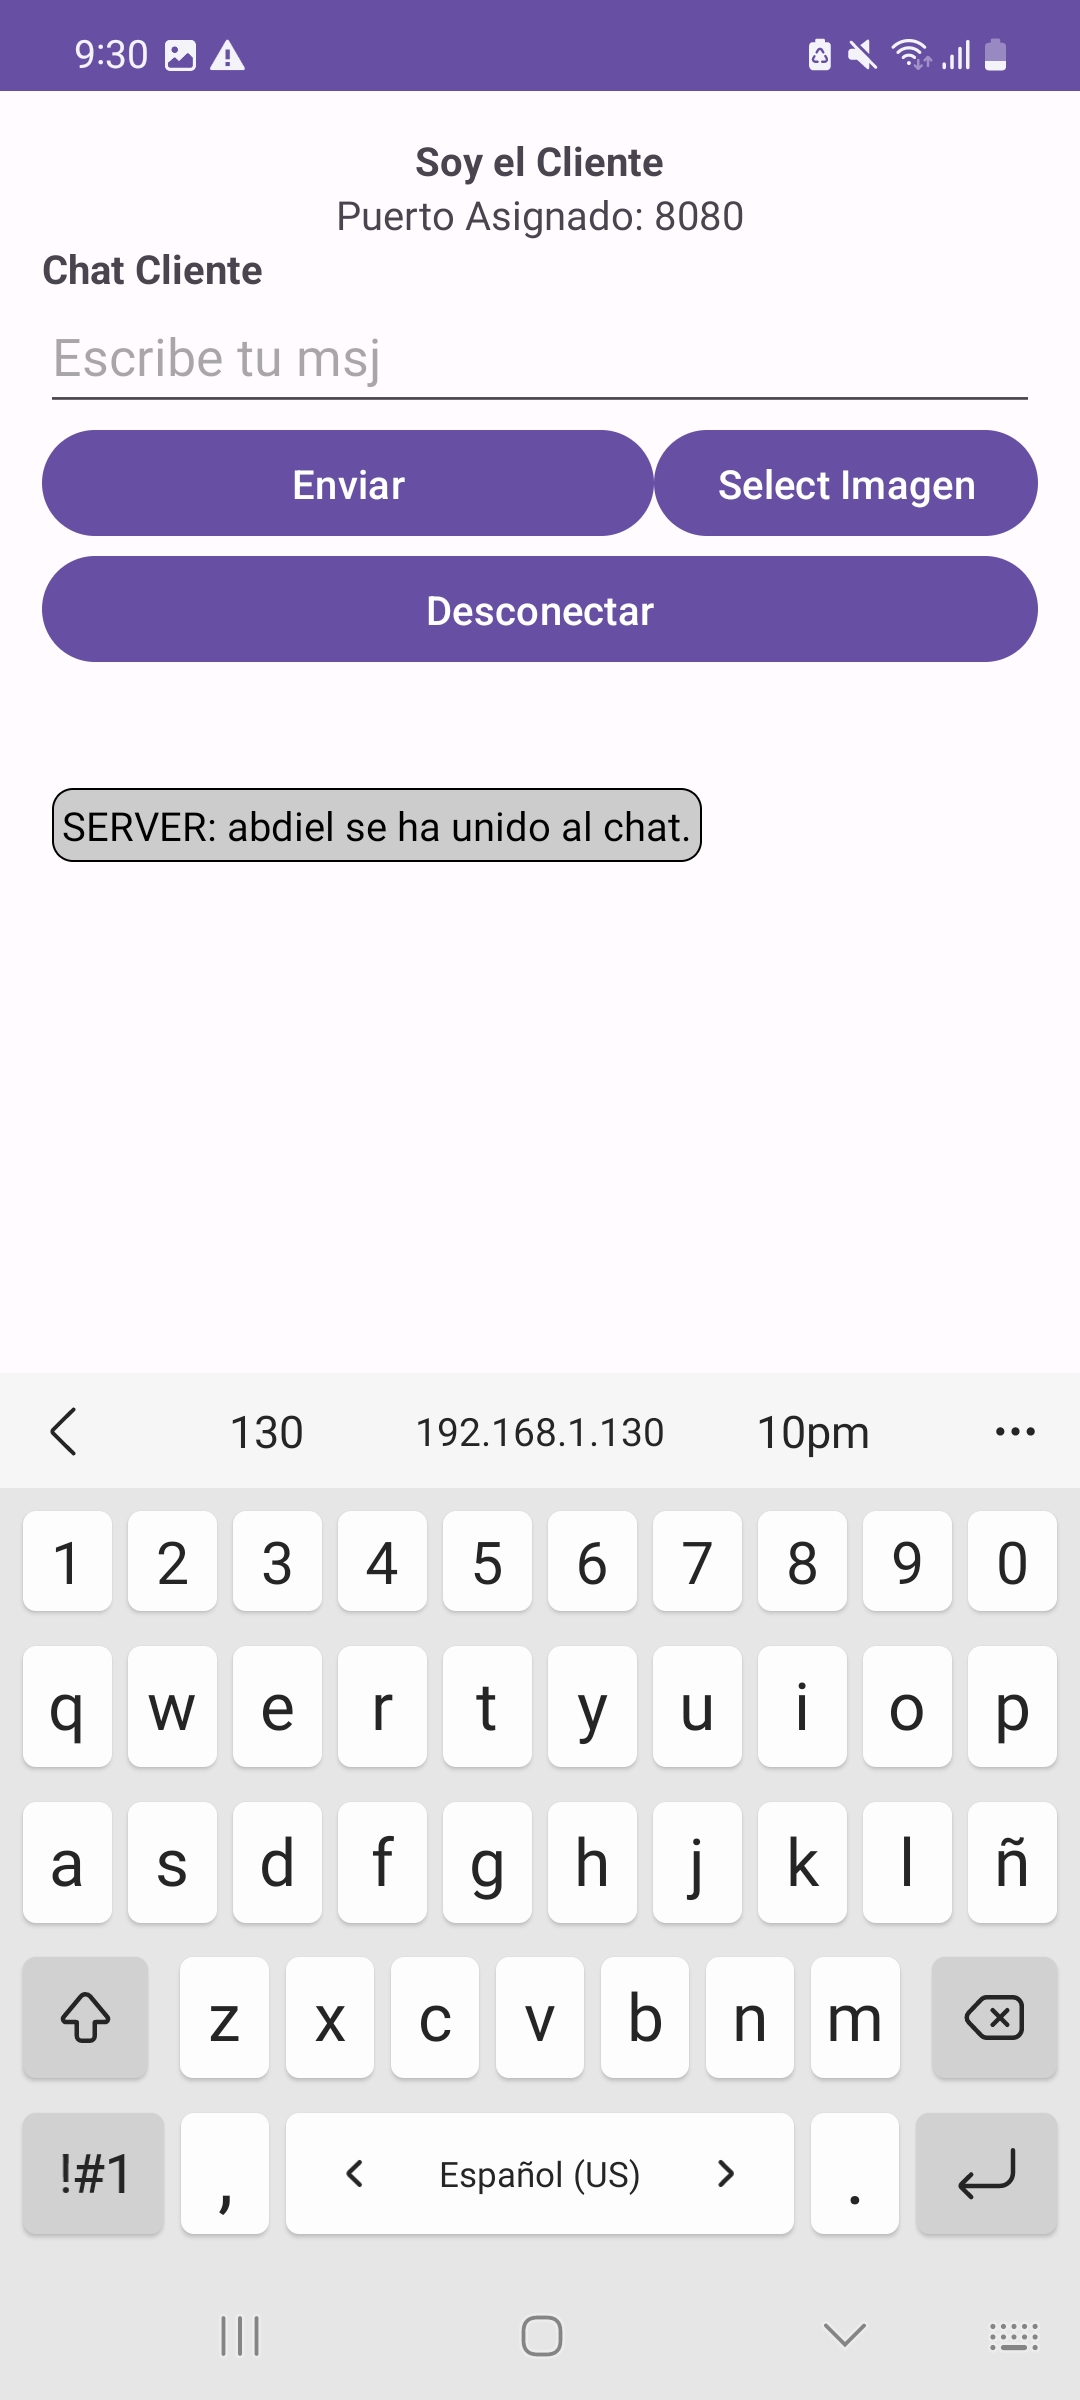 9:30
Soy el Cliente
Puerto Asignado: 8080
Chat Cliente
Escribe tu msj
Enviar Select Imagen
Desconectar
SERVER: abdiel se ha unido al chat.
130 192.168.1.130 10pm
1 2 3 4 5 6 7 8 9 0
q w e r t y u i o p
a s d f g h j k l ñ
z x c v b n m
!#1 , Español (US) .